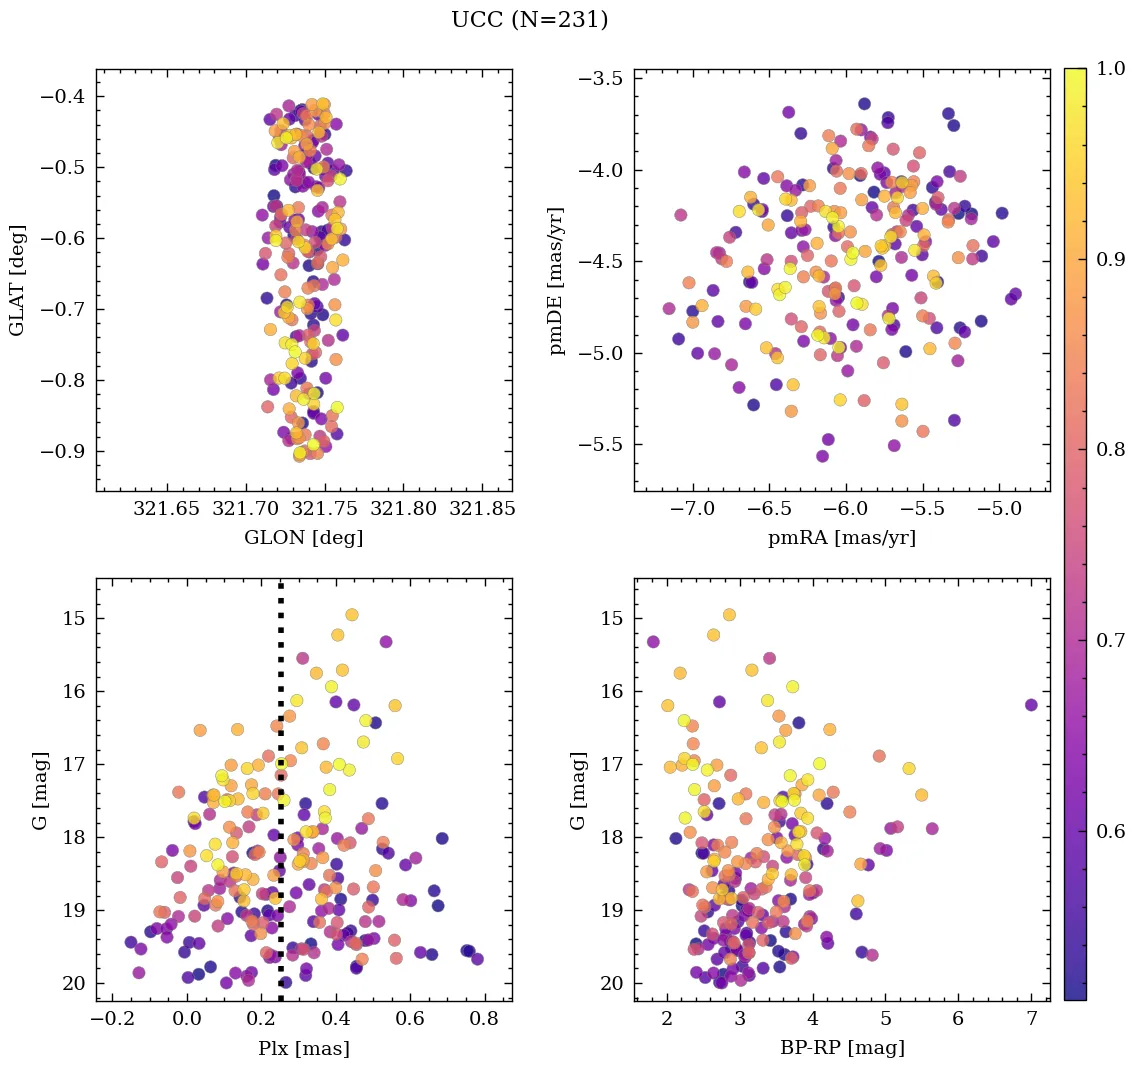 UCC (N=231)
−0.4
−0.5
−0.6
−0.7
−0.8
−0.9
GLAT [deg]
321.65 321.70 321.75 321.80 321.85
GLON [deg]
−3.5
−4.0
−4.5
−5.0
−5.5
pmDE [mas/yr]
−7.0 −6.5 −6.0 −5.5 −5.0
pmRA [mas/yr]
15
16
17
18
19
20
G [mag]
−0.2 0.0 0.2 0.4 0.6 0.8
Plx [mas]
15
16
17
18
19
20
G [mag]
2 3 4 5 6 7
BP-RP [mag]
1.0
0.9
0.8
0.7
0.6